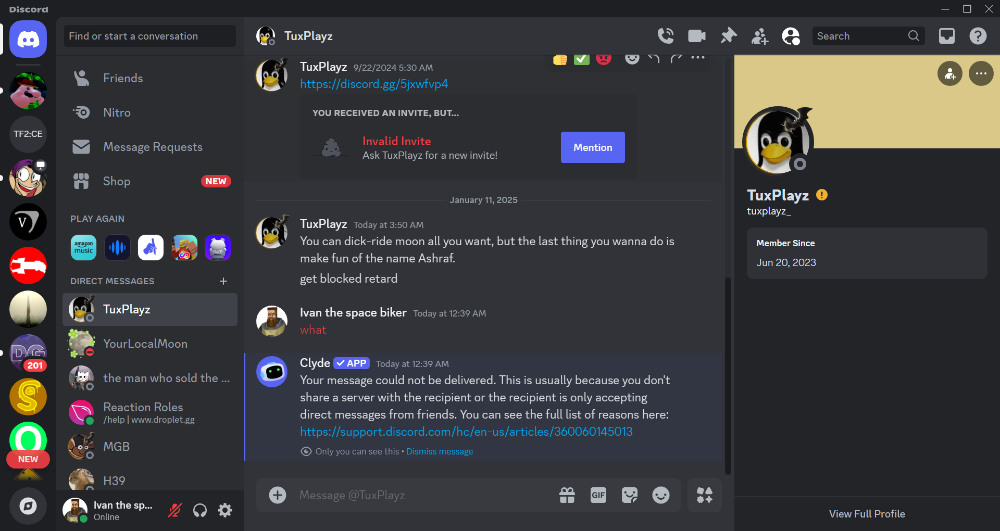 Discord
Find or start a conversation
TuxPlayz
Search
TF2:CE
V
DG
201
NEW
Friends
Nitro
Message Requests
Shop
NEW
PLAY AGAIN
amazon
music
DIRECT MESSAGES
TuxPlayz
YourLocalMoon
the man who sold the ...
Reaction Roles
/help | www.droplet.gg
MGB
H39
Ivan the sp...
Online
TuxPlayz 9/22/2024 5:30 AM
https://discord.gg/5jxwfvp4
YOU RECEIVED AN INVITE, BUT...
Invalid Invite
Ask TuxPlayz for a new invite!
Mention
January 11, 2025
TuxPlayz Today at 3:50 AM
You can dick-ride moon all you want, but the last thing you wanna do is
make fun of the name Ashraf.
get blocked retard
Ivan the space biker Today at 12:39 AM
what
Clyde APP Today at 12:39 AM
Your message could not be delivered. This is usually because you don't
share a server with the recipient or the recipient is only accepting
direct messages from friends. You can see the full list of reasons here:
https://support.discord.com/hc/en-us/articles/360060145013
Only you can see this • Dismiss message
Message @TuxPlayz
GIF
TuxPlayz
tuxplayz_
Member Since
Jun 20, 2023
View Full Profile